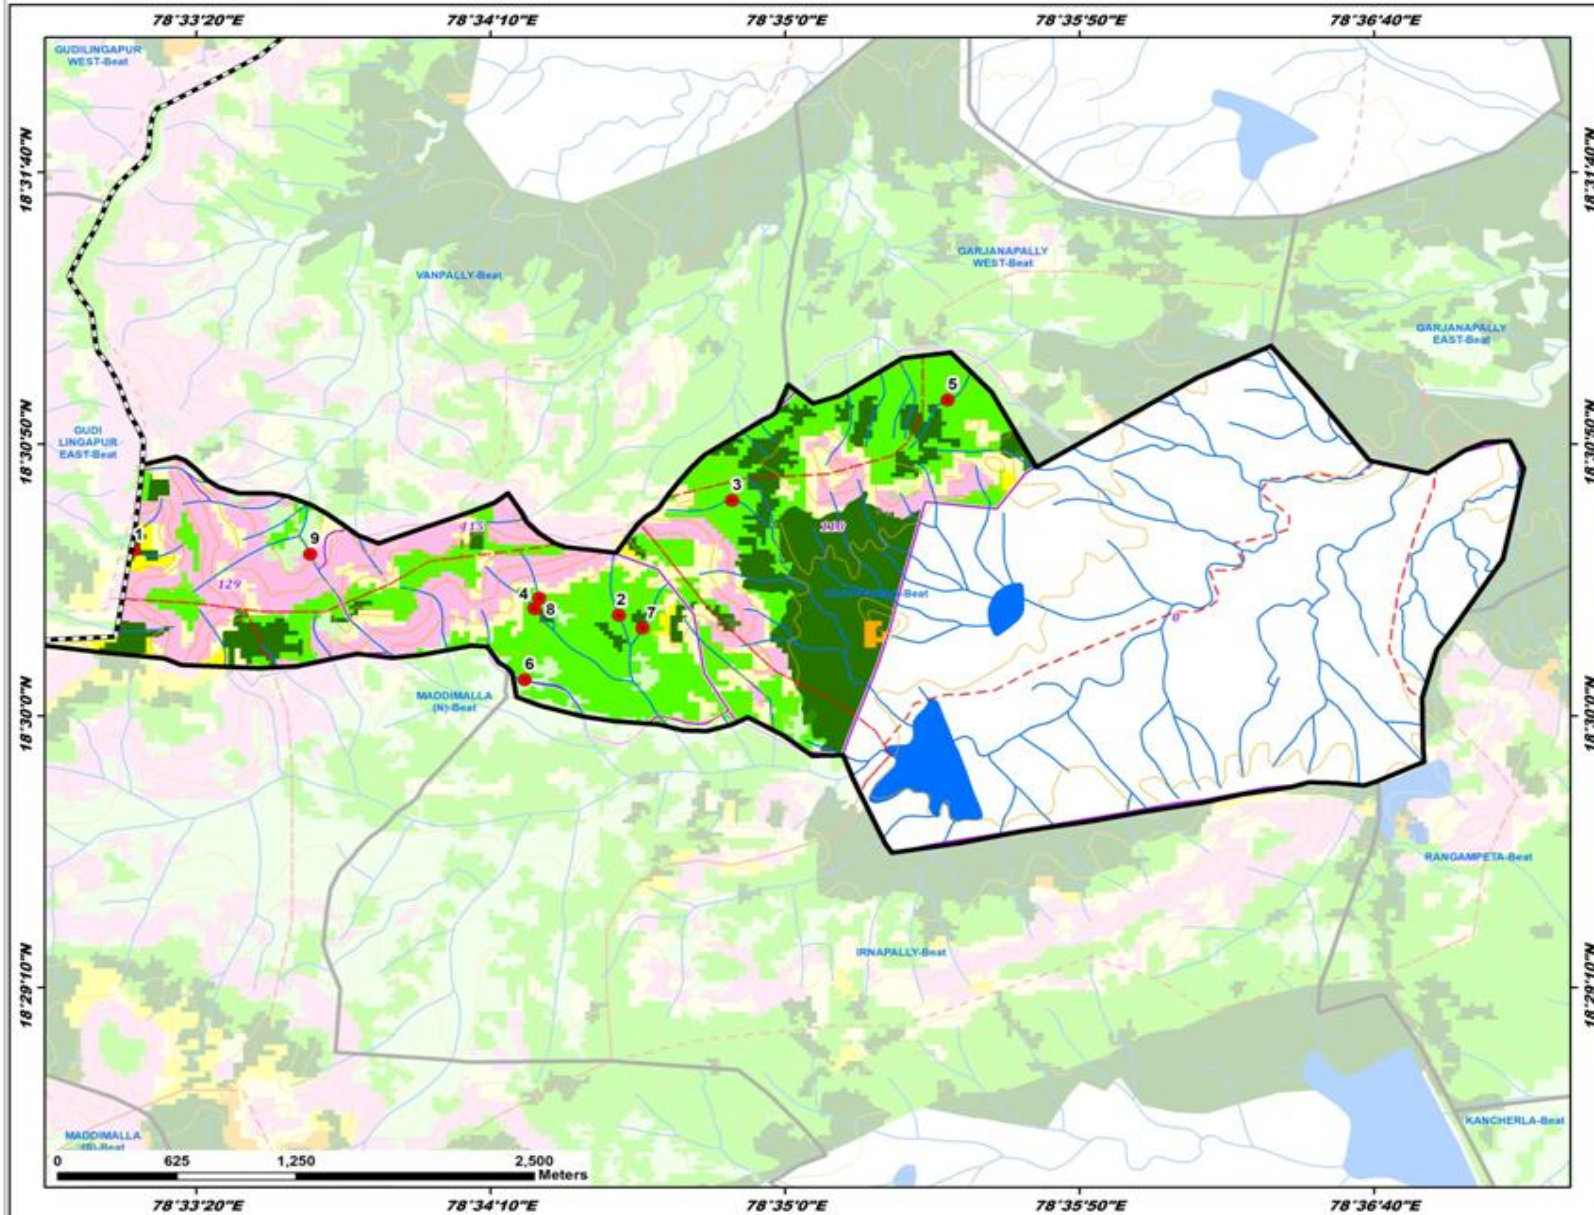 78°33'20"E 78°34'10"E 78°35'0"E 78°35'50"E 78°36'40"E
GUDILINGAPUR
WEST-Beat
18°31'40"N 18°31'40"N
VANPALLY-Beat
GARJANAPALLY
WEST-Beat
GARJANAPALLY
EAST-Beat
GUDI
LINGAPUR
EAST-Beat
18°30'50"N 18°30'50"N
5
3
1
9
115
110
129
4
8
2
7
0
6
MADDIMALLA
(N)-Beat
18°30'0"N 18°30'0"N
RANGAMPETA-Beat
IRNAPALLY-Beat
18°29'10"N 18°29'10"N
KANCHERLA-Beat
MADDIMALLA
0 625 1,250 2,500
Meters
78°33'20"E 78°34'10"E 78°35'0"E 78°35'50"E 78°36'40"E